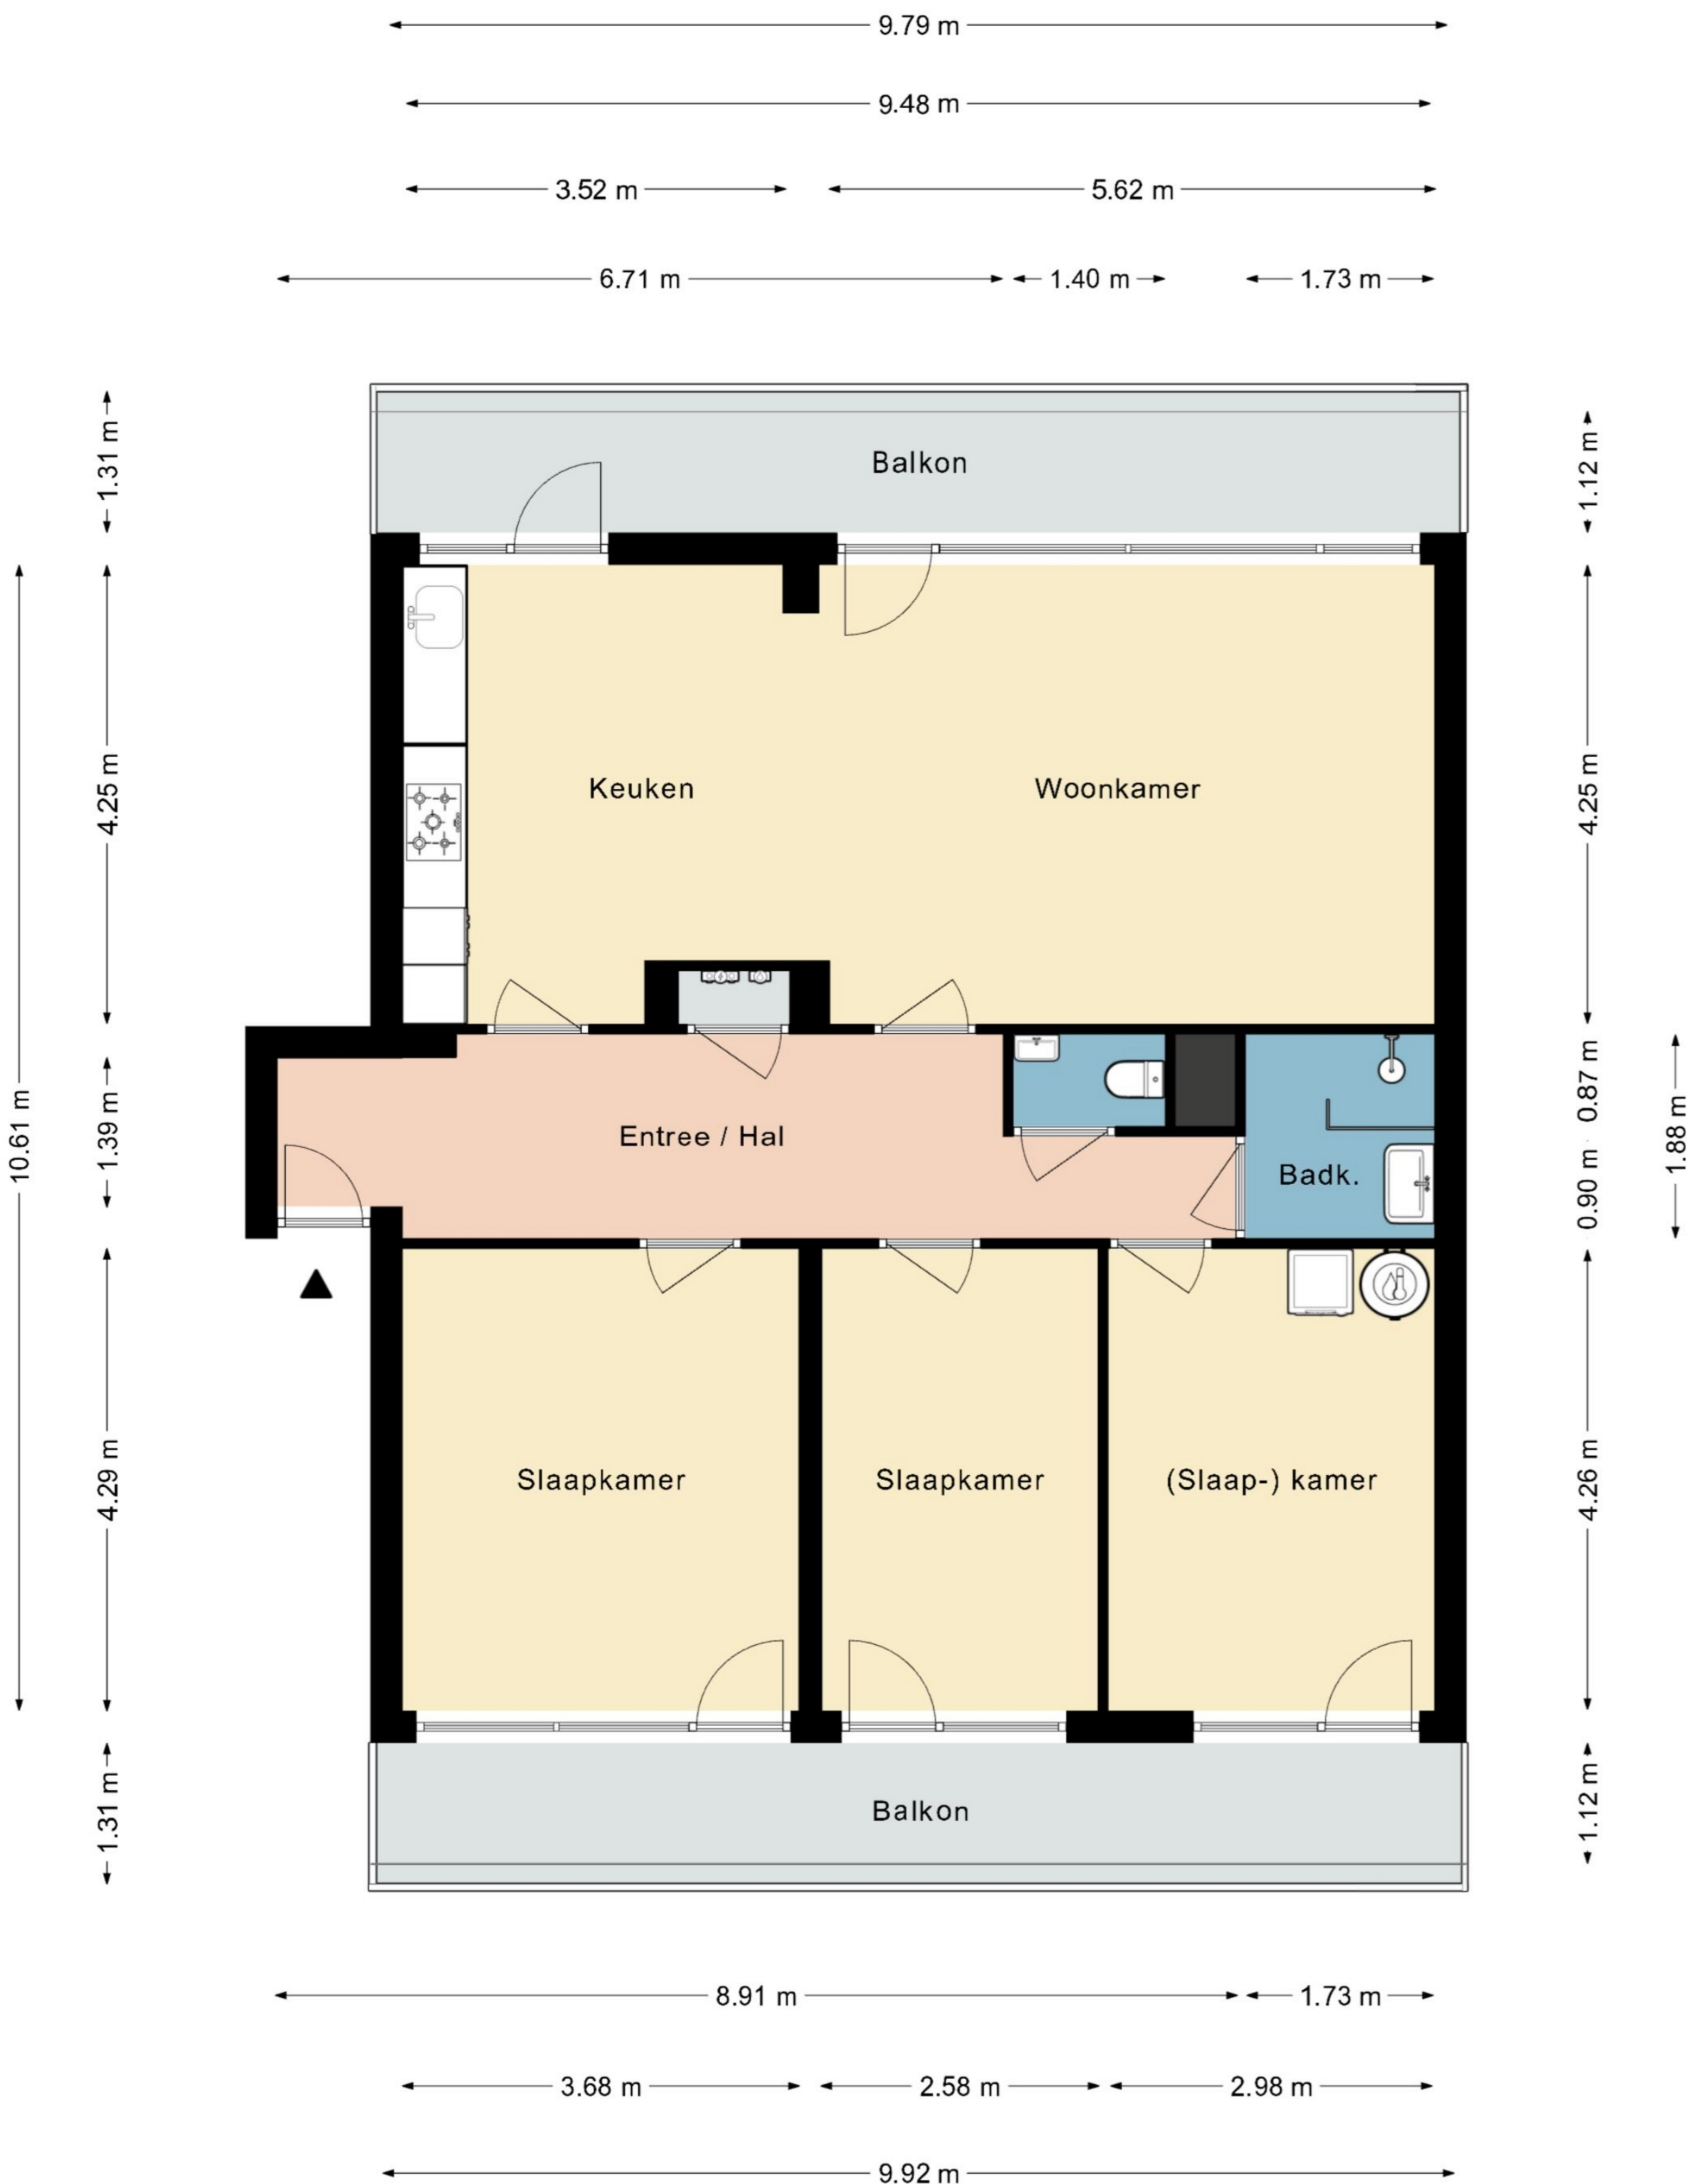 9.79 m
9.48 m
3.52 m
5.62 m
6.71 m
1.40 m
1.73 m
1.31 m
Balkon
1.12 m
4.25 m
Keuken
Woonkamer
4.25 m
10.61 m
1.39 m
Entree / Hal
Badk.
0.87 m
0.90 m
1.88 m
4.29 m
Slaapkamer
Slaapkamer
(Slaap-) kamer
4.26 m
1.31 m
Balkon
1.12 m
8.91 m
1.73 m
3.68 m
2.58 m
2.98 m
9.92 m